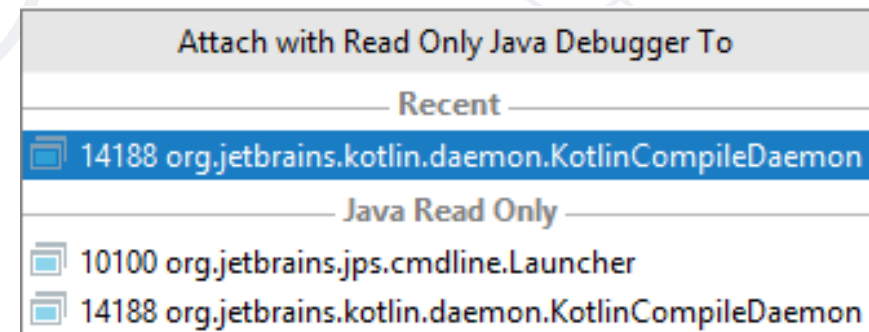 Attach with Read Only Java Debugger To
Recent
14188 org.jetbrains.kotlin.daemon.KotlinCompileDaemon
Java Read Only
10100 org.jetbrains.jps.cmdline.Launcher
14188 org.jetbrains.kotlin.daemon.KotlinCompileDaemon